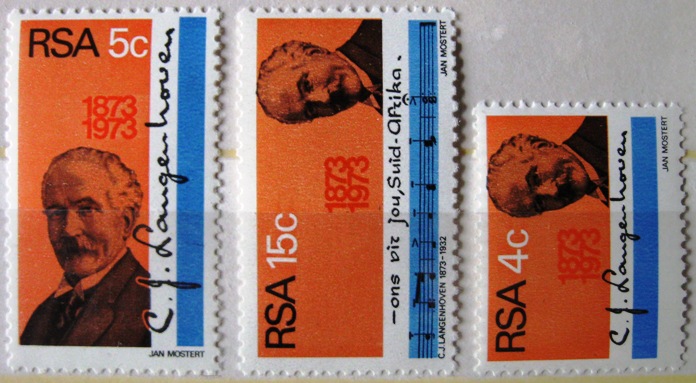 RSA 5c
1873
1973
C. J. Langenhoven
JAN MOSTERT
RSA 15c
1873
1973
—ons vir jou, Suid-Afrika.
JAN MOSTERT
C.J. LANGENHOVEN 1873-1932
RSA 4c
1873
1973
C. J. Langenhoven
JAN MOSTERT